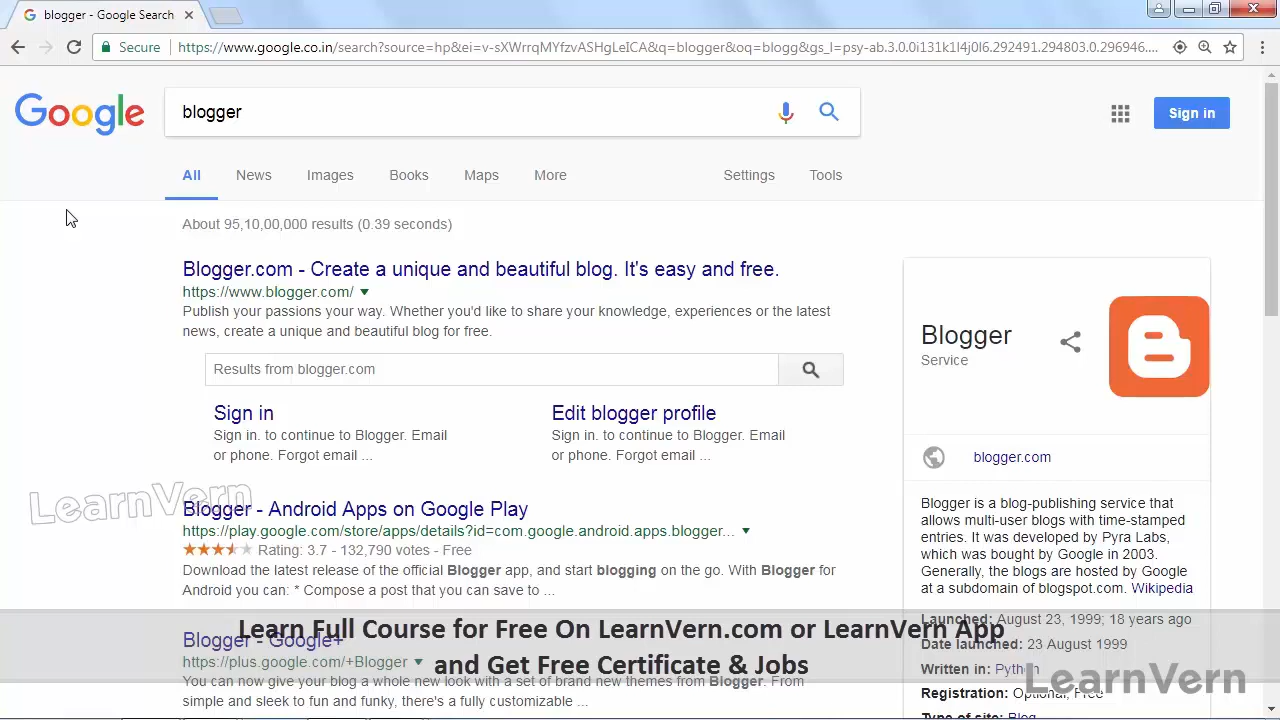 blogger - Google Search
Secure
https://www.google.co.in/search?source=hp&ei=v-sXWrrqMYfzvASHgLeICA&q=blogger&oq=blogg&gs_l=psy-ab.3.0.0i131k1l4j0l6.292491.294803.0.296946....
Google
blogger
Sign in
All
News
Images
Books
Maps
More
Settings
Tools
About 95,10,00,000 results (0.39 seconds)
Blogger.com - Create a unique and beautiful blog. It's easy and free.
https://www.blogger.com/
Publish your passions your way. Whether you'd like to share your knowledge, experiences or the latest
news, create a unique and beautiful blog for free.
Results from blogger.com
Sign in
Sign in. to continue to Blogger. Email
or phone. Forgot email ...
Edit blogger profile
Sign in. to continue to Blogger. Email
or phone. Forgot email ...
LearnVern
Blogger - Android Apps on Google Play
https://play.google.com/store/apps/details?id=com.google.android.apps.blogger...
Rating: 3.7 - 132,790 votes - Free
Download the latest release of the official Blogger app, and start blogging on the go. With Blogger for
Android you can: * Compose a post that you can save to ...
Blogger - Google+
https://plus.google.com/+Blogger
You can now give your blog a whole new look with a set of brand new themes from Blogger. From
simple and sleek to fun and funky, there's a fully customizable ...
Blogger
Service
blogger.com
Blogger is a blog-publishing service that
allows multi-user blogs with time-stamped
entries. It was developed by Pyra Labs,
which was bought by Google in 2003.
Generally, the blogs are hosted by Google
at a subdomain of blogspot.com. Wikipedia
Launched: August 23, 1999; 18 years ago
Date launched: 23 August 1999
Written in: Python
Registration: Optional, Free
Type of site: Blog
Learn Full Course for Free On LearnVern.com or LearnVern App
and Get Free Certificate & Jobs
LearnVern